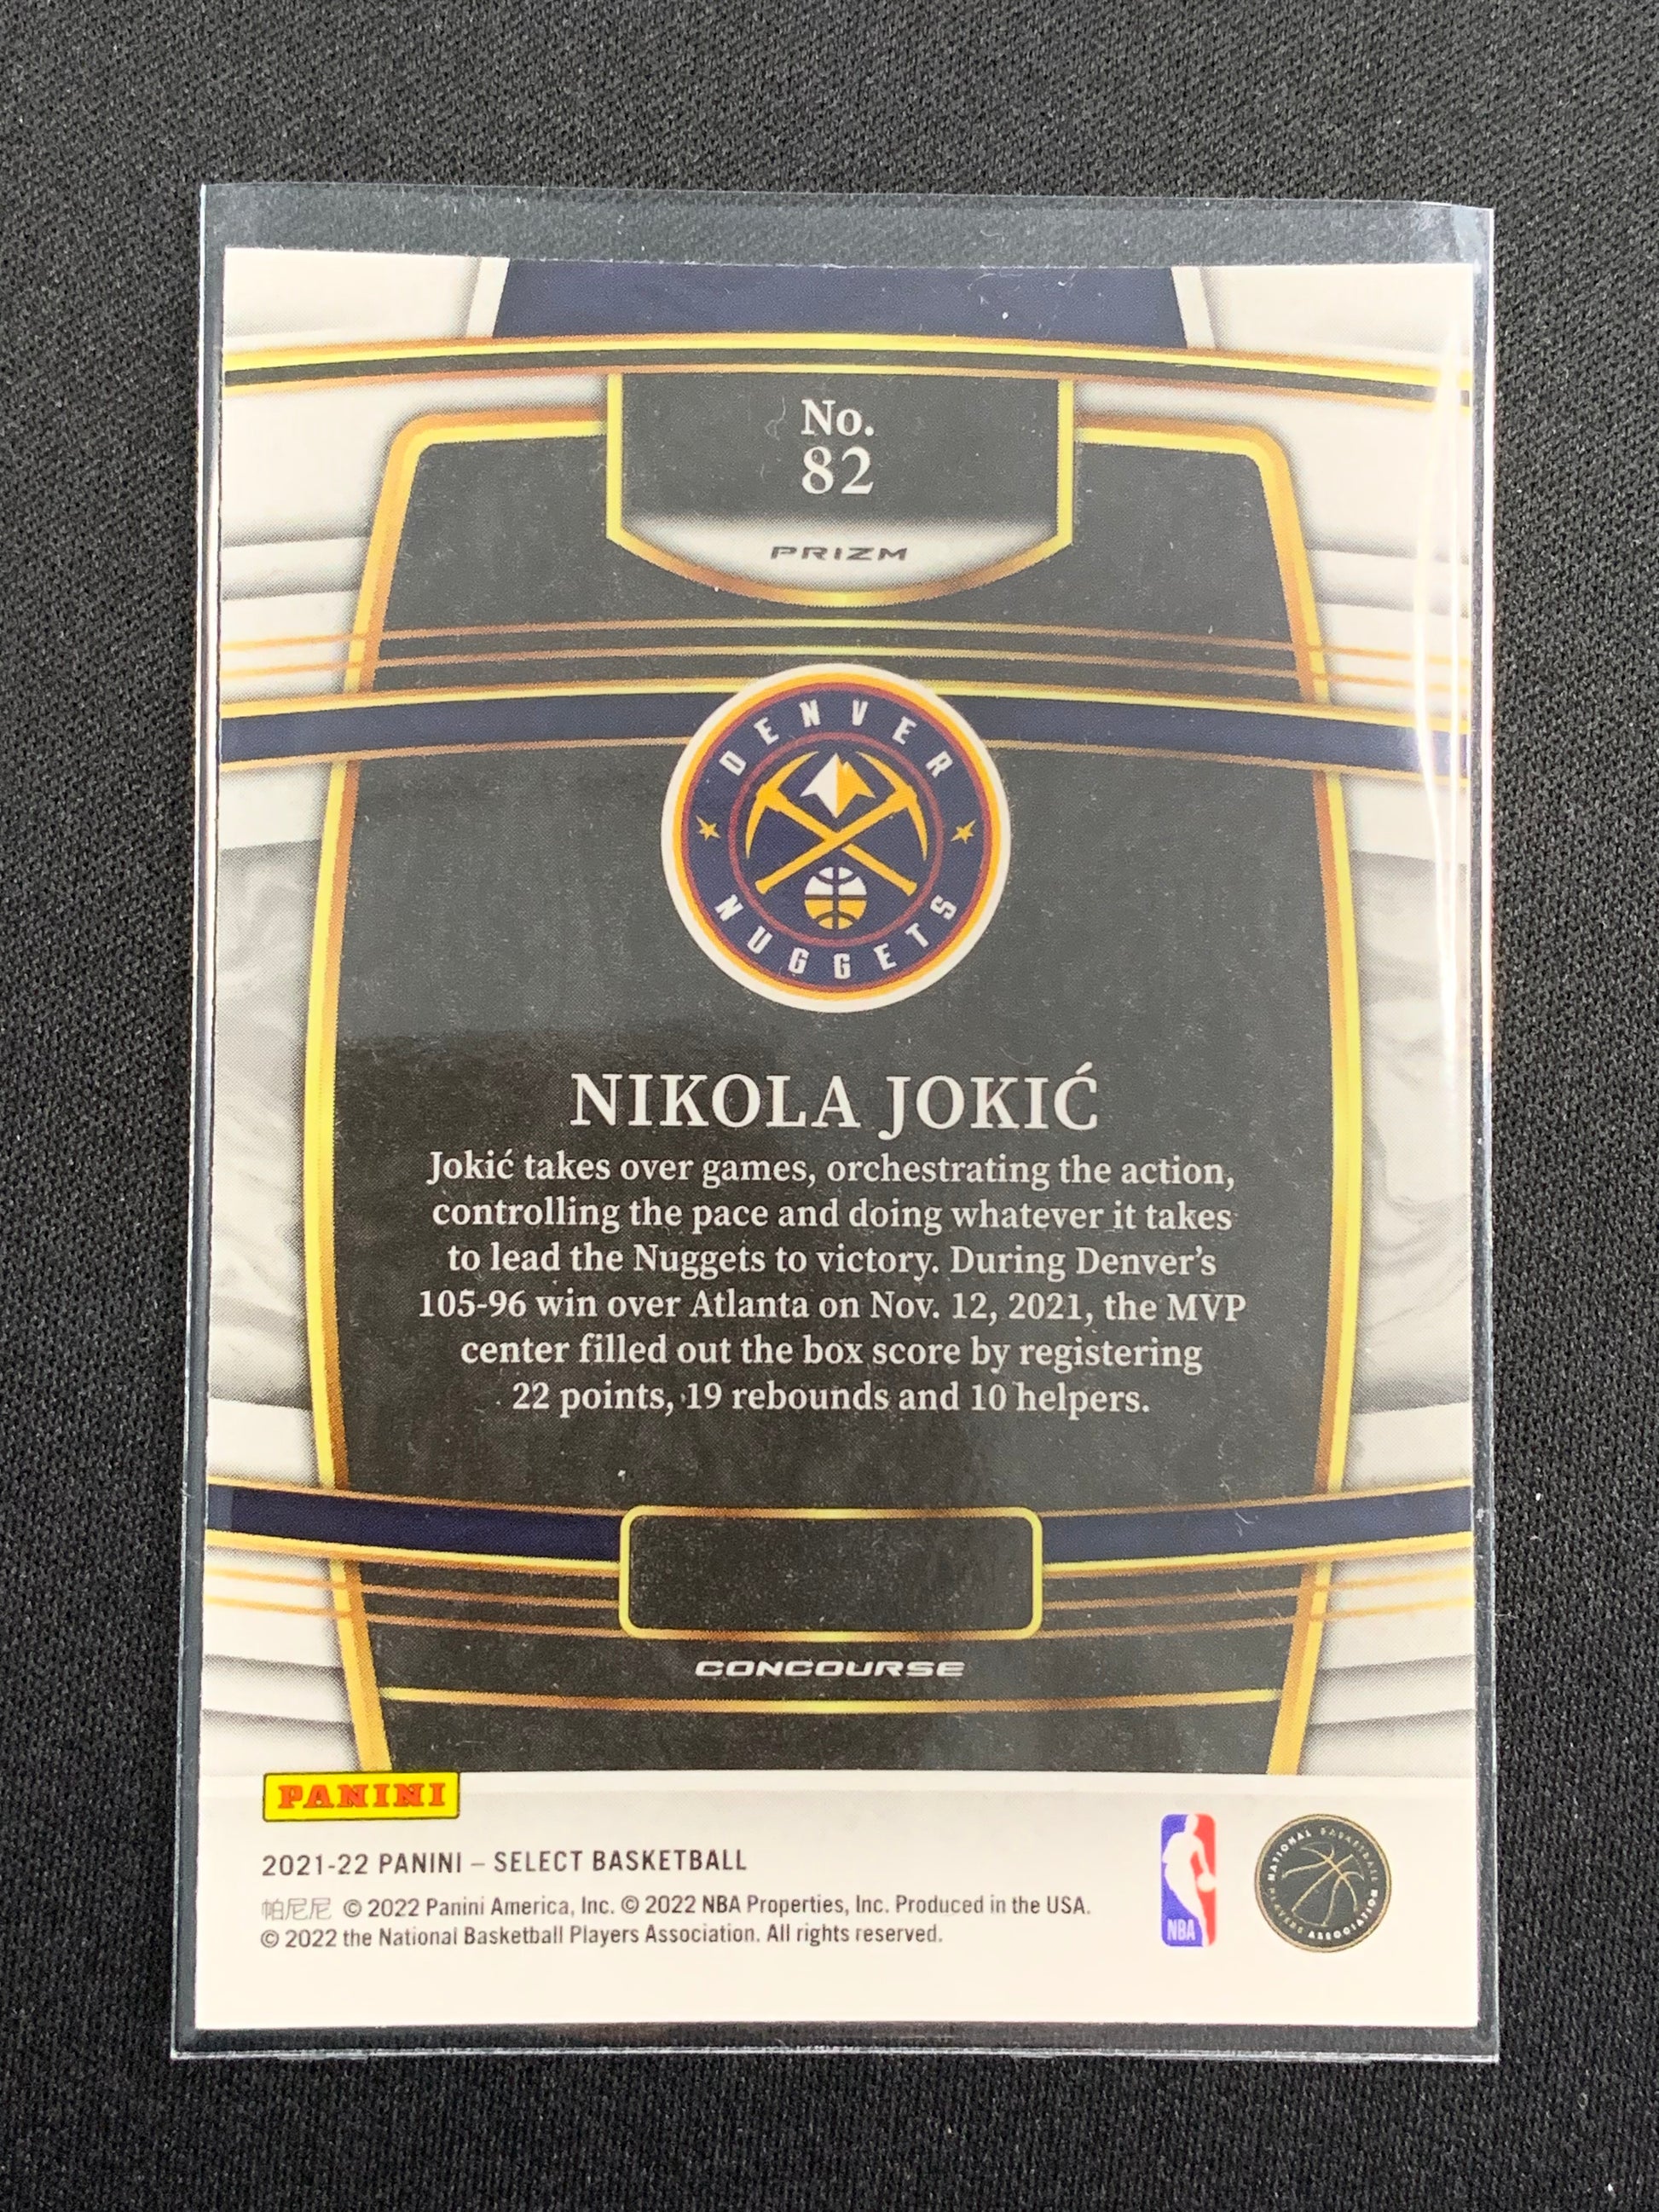 No.
82
PRIZM
DENVER
NUGGETS
NIKOLA JOKIĆ
Jokić takes over games, orchestrating the action,
controlling the pace and doing whatever it takes
to lead the Nuggets to victory. During Denver’s
105-96 win over Atlanta on Nov. 12, 2021, the MVP
center filled out the box score by registering
22 points, 19 rebounds and 10 helpers.
CONCOURSE
PANINI
2021-22 PANINI – SELECT BASKETBALL
帕尼尼 © 2022 Panini America, Inc. © 2022 NBA Properties, Inc. Produced in the USA.
© 2022 the National Basketball Players Association. All rights reserved.
NBA
NATIONAL BASKETBALL
PLAYERS ASSOCIATION